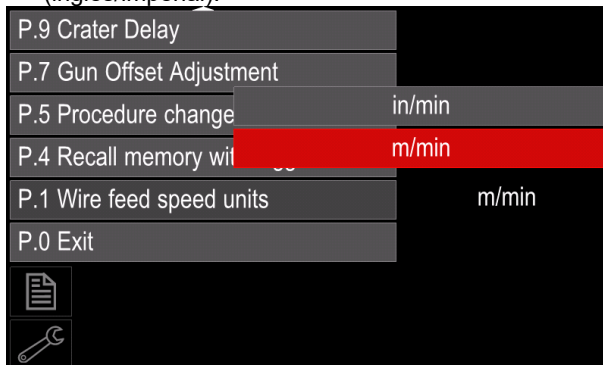 P.9 Crater Delay
P.7 Gun Offset Adjustment
P.5 Procedure change
in/min
P.4 Recall memory
m/min
P.1 Wire feed speed units m/min
P.0 Exit